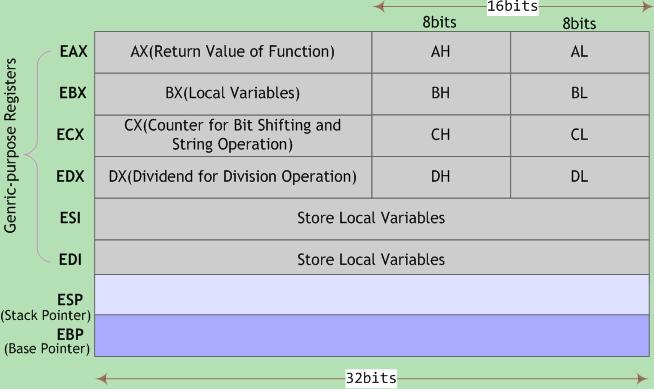 16bits
8bits 8bits
EAX AX(Return Value of Function) AH AL
EBX BX(Local Variables) BH BL
ECX CX(Counter for Bit Shifting and
String Operation) CH CL
EDX DX(Dividend for Division Operation) DH DL
ESI Store Local Variables
EDI Store Local Variables
Genric-purpose Registers
ESP
(Stack Pointer)
EBP
(Base Pointer)
32bits